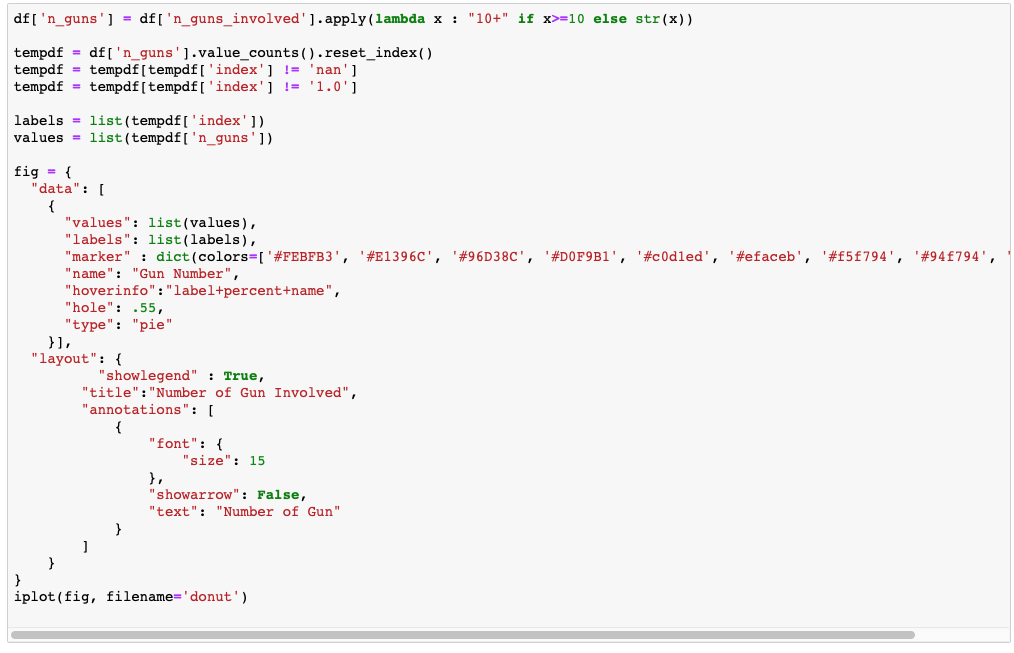 df['n_guns'] = df['n_guns_involved'].apply(lambda x : "10+" if x>=10 else str(x))
tempdf = df['n_guns'].value_counts().reset_index()
tempdf = tempdf[tempdf['index'] != 'nan']
tempdf = tempdf[tempdf['index'] != '1.0']
labels = list(tempdf['index'])
values = list(tempdf['n_guns'])
fig = {
  "data": [
    {
      "values": list(values),
      "labels": list(labels),
      "marker" : dict(colors=['#FEBFB3', '#E1396C', '#96D38C', '#D0F9B1', '#c0d1ed', '#efaceb', '#f5f794', '#94f794', '
      "name": "Gun Number",
      "hoverinfo":"label+percent+name",
      "hole": .55,
      "type": "pie"
    }],
  "layout": {
          "showlegend" : True,
        "title":"Number of Gun Involved",
        "annotations": [
            {
                "font": {
                    "size": 15
                },
                "showarrow": False,
                "text": "Number of Gun"
            }
        ]
    }
}
iplot(fig, filename='donut')